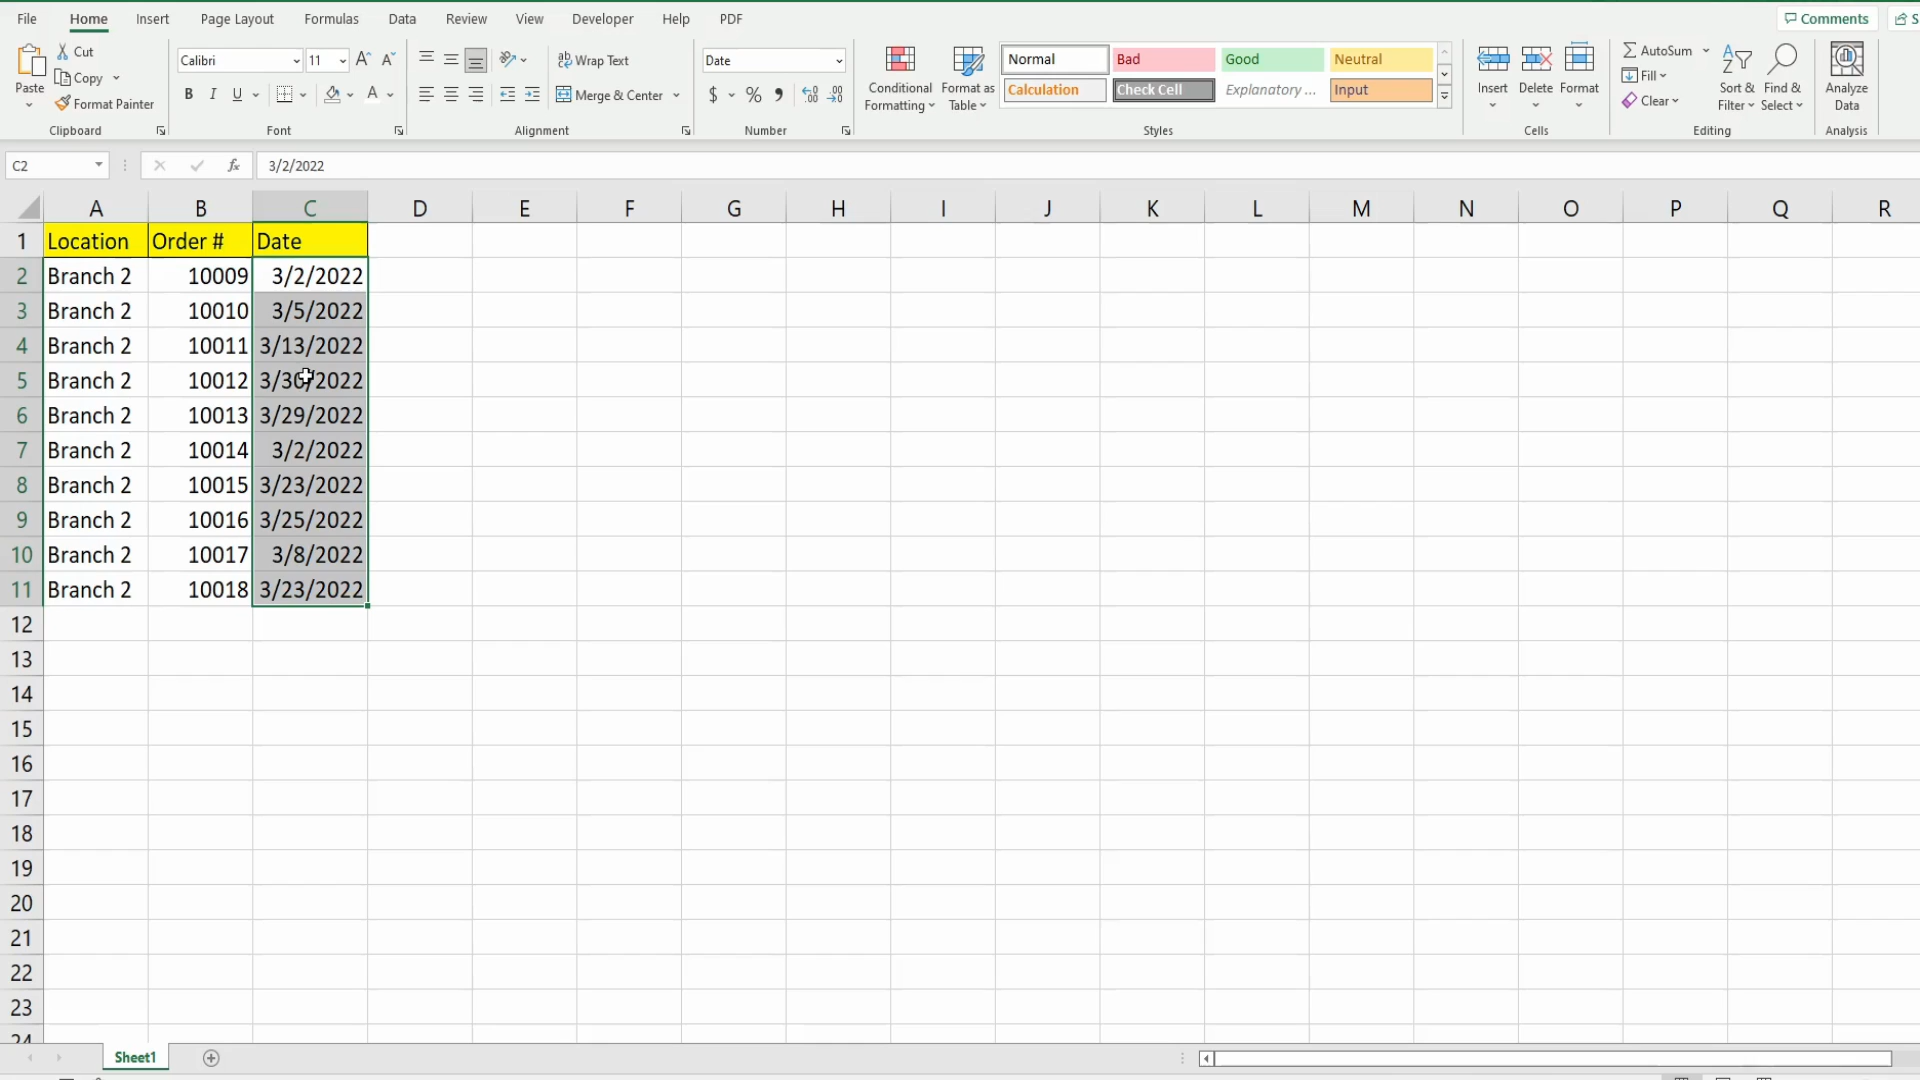 File Home Insert Page Layout Formulas Data Review View Developer Help PDF Comments S
Paste Cut Copy Format Painter Clipboard
Calibri 11 A A B I U A Font
Wrap Text Merge & Center Alignment
Date $ % , .00 Number
Conditional Formatting Format as Table
Normal Bad Good Neutral
Calculation Check Cell Explanatory ... Input
Styles
Insert Delete Format Cells
AutoSum Fill Clear Sort & Filter Find & Select Editing
Analyze Data Analysis
C2 fx 3/2/2022
A B C D E F G H I J K L M N O P Q R
1 Location Order # Date
2 Branch 2 10009 3/2/2022
3 Branch 2 10010 3/5/2022
4 Branch 2 10011 3/13/2022
5 Branch 2 10012 3/30/2022
6 Branch 2 10013 3/29/2022
7 Branch 2 10014 3/2/2022
8 Branch 2 10015 3/23/2022
9 Branch 2 10016 3/25/2022
10 Branch 2 10017 3/8/2022
11 Branch 2 10018 3/23/2022
12
13
14
15
16
17
18
19
20
21
22
23
24
Sheet1